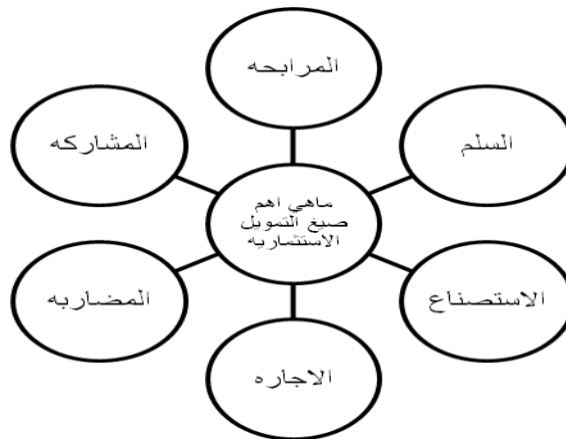 المرابحه
السلم
المشاركه
ماهي اهم
صيغ التمويل
الاستثماريه
الاستصناع
المضاربه
الاجاره